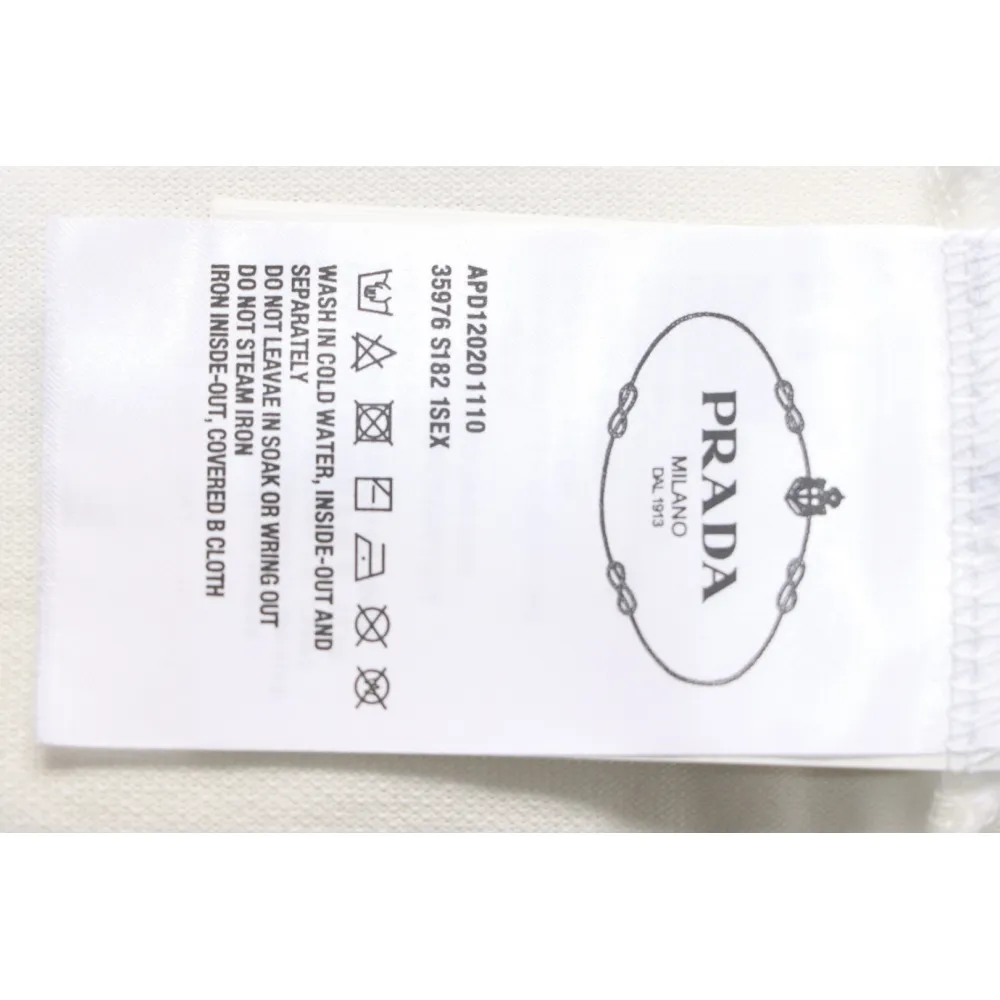 PRADA
MILANO
DAL 1913
APD12020 1110
35976 S182 1SEX
WASH IN COLD WATER, INSIDE-OUT AND
SEPARATELY
DO NOT LEAVAE IN SOAK OR WRING OUT
DO NOT STEAM IRON
IRON INISDE-OUT, COVERED B CLOTH